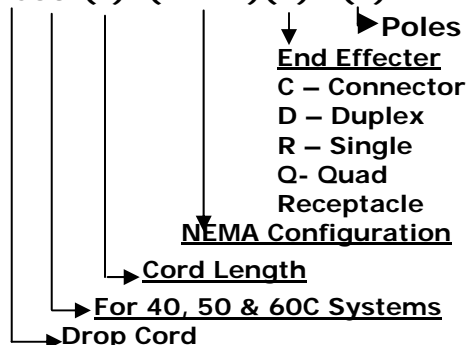 Poles
End Effecter
C – Connector
D – Duplex
R – Single
Q- Quad
Receptacle
NEMA Configuration
Cord Length
For 40, 50 & 60C Systems
Drop Cord